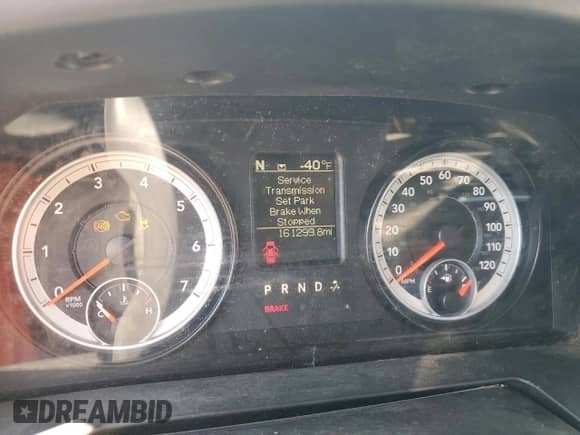 N -40°F
Service
Transmission
Set Park
Brake When
Stopped
161299.8mi
0 1 2 3 4 5 6 7
RPM
x1000
C H
P R N D
BRAKE
0 10 20 30 40 50 60 70 80 90 100 110 120
MPH
E
DREAMBID